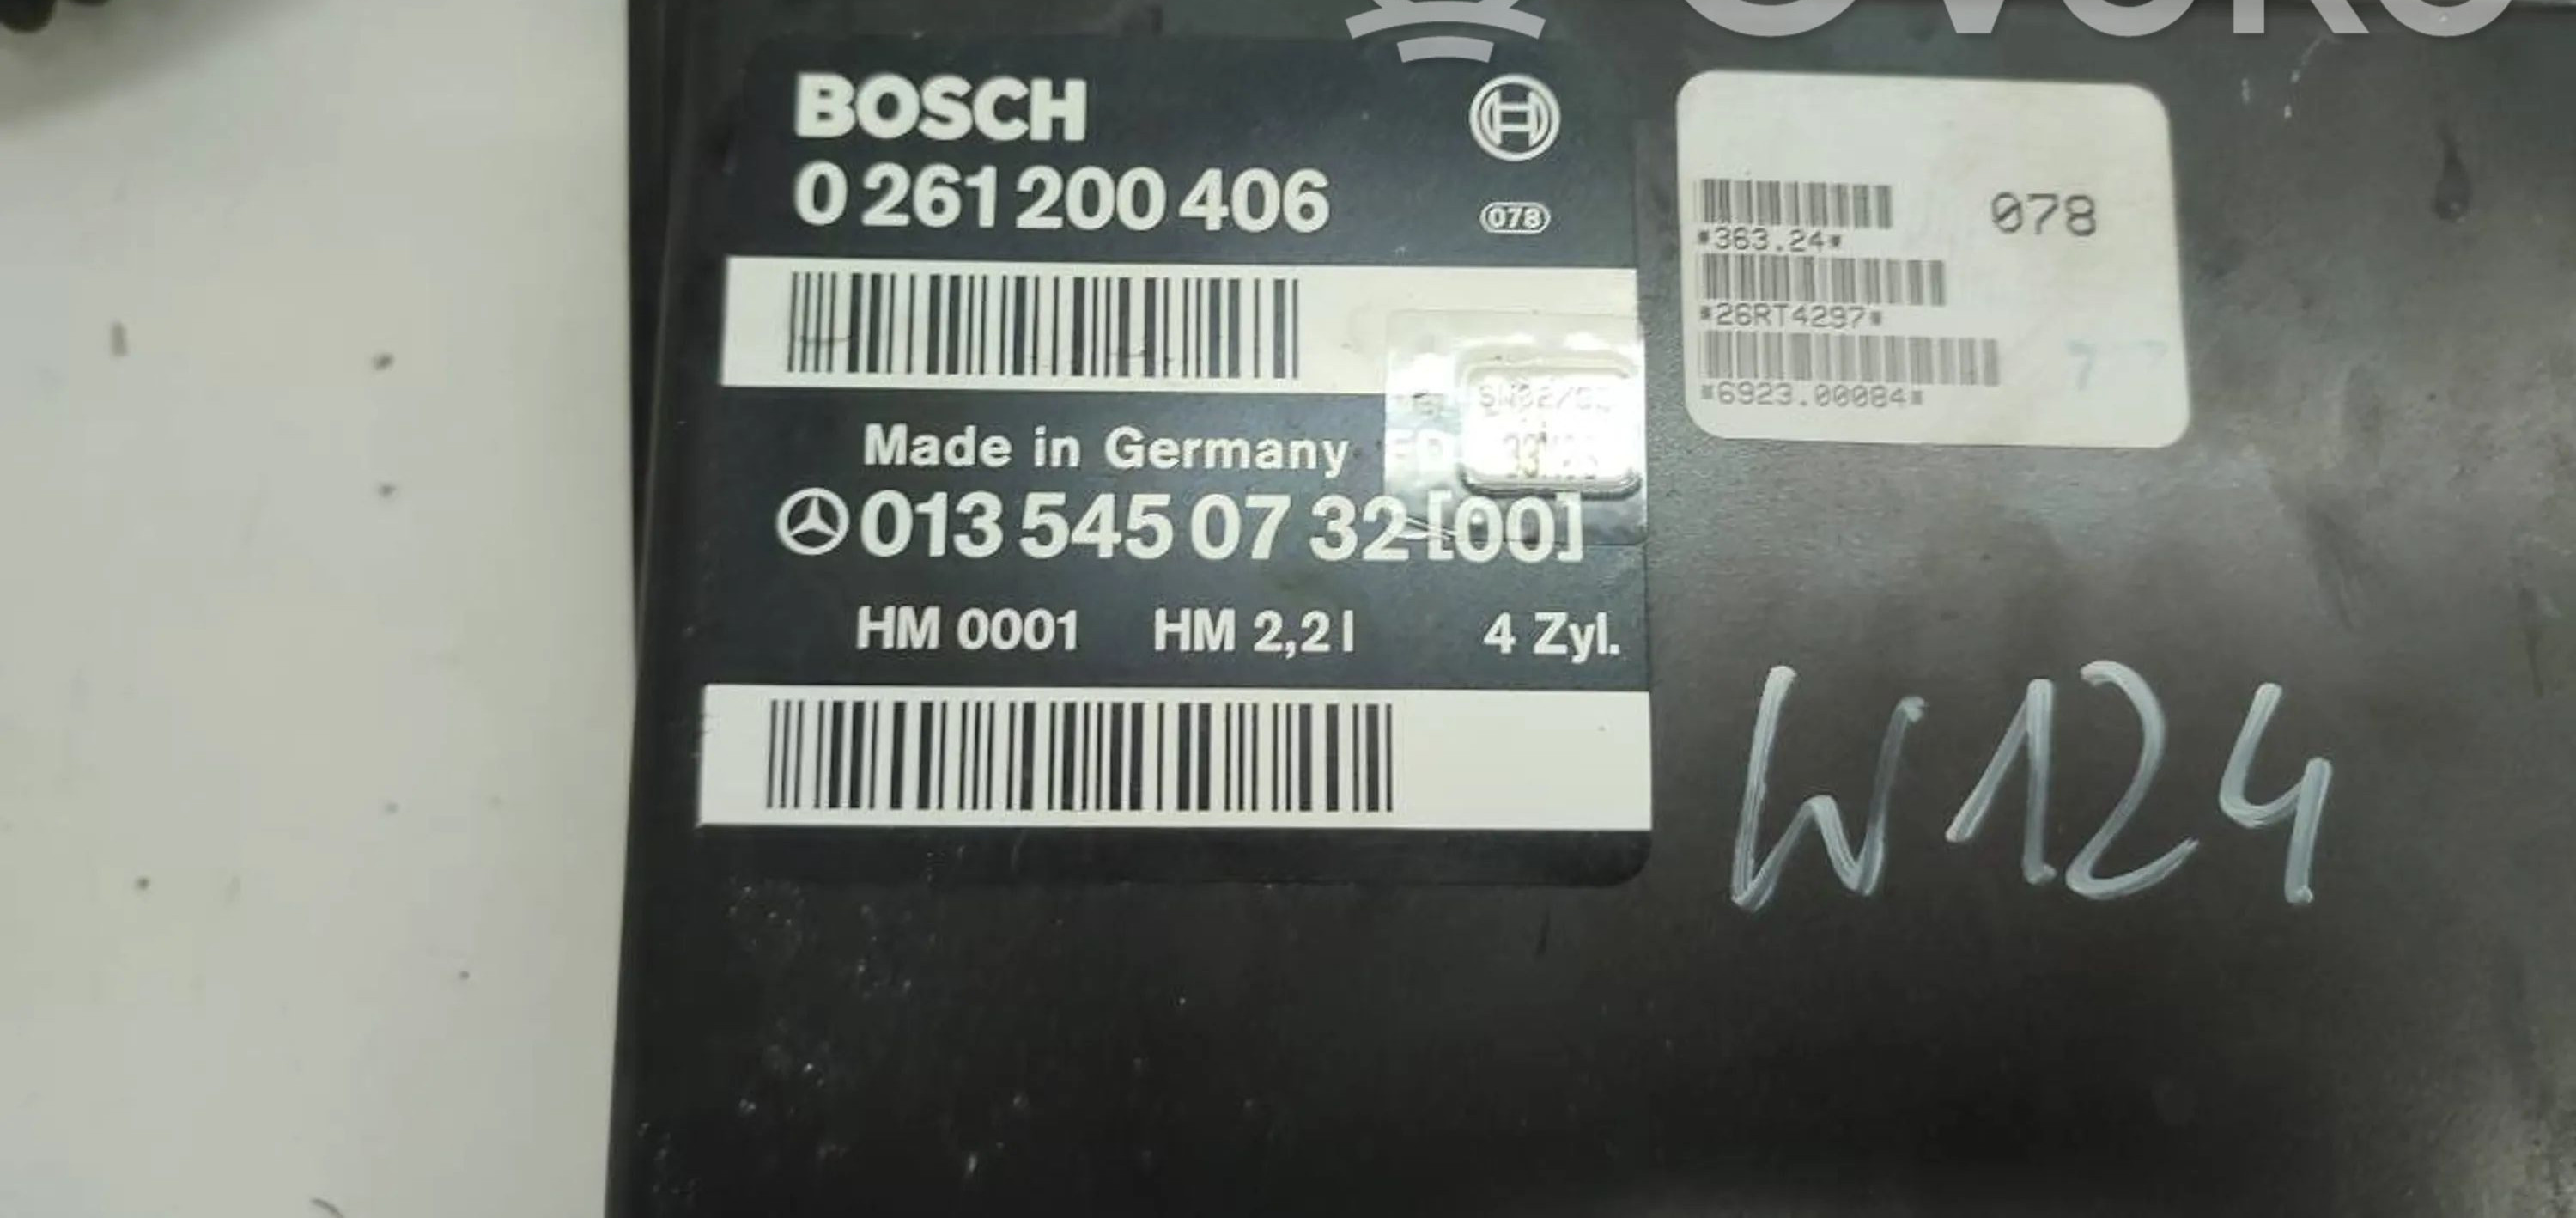 BOSCH
0 261 200 406
078
Made in Germany
013 545 07 32 [00]
HM 0001 HM 2,2 l 4 Zyl.
078
*363.24*
*26RT4297*
*6923.00084*
W124